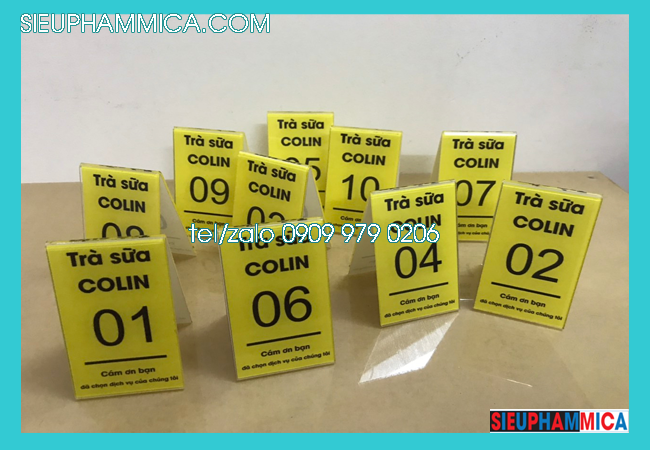 SIEUPHAMMICA.COM
Trà sữa
COLIN
05
Trà sữa
COLIN
09
Trà sữa
COLIN
10
Cảm ơn bạn
Trà sữa
COLIN
07
Cảm ơn bạn
Trà sữa
COLIN
Trà sữa
COLIN
Trà sữa
COLIN
04
Cảm ơn bạn
đã chọn dịch vụ của chúng tôi
Trà sữa
COLIN
02
Cảm ơn bạn
đã chọn dịch vụ của chúng tôi
tel/zalo 0909 979 0206
Trà sữa
COLIN
01
Cảm ơn bạn
đã chọn dịch vụ của chúng tôi
COLIN
06
Cảm ơn bạn
đã chọn dịch vụ của chúng tôi
SIEUPHAMMICA